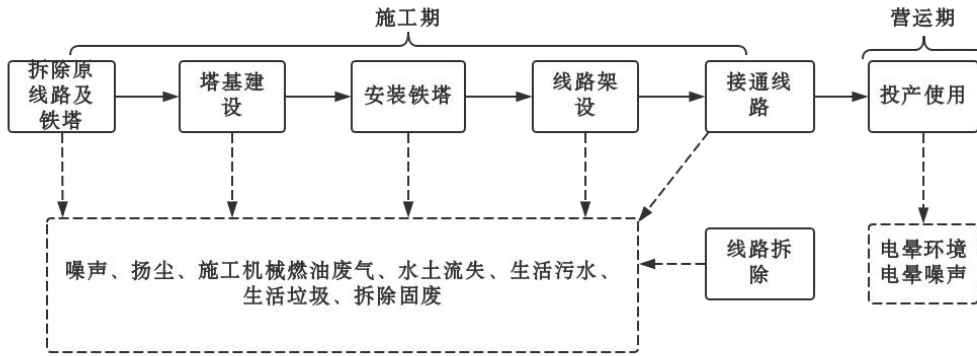 施工期
营运期
拆除原
线路及
铁塔
塔基建
设
安装铁塔
线路架
设
接通线
路
投产使用
噪声、扬尘、施工机械燃油废气、水土流失、生活污水、
生活垃圾、拆除固废
线路拆
除
电晕环境
电晕噪声